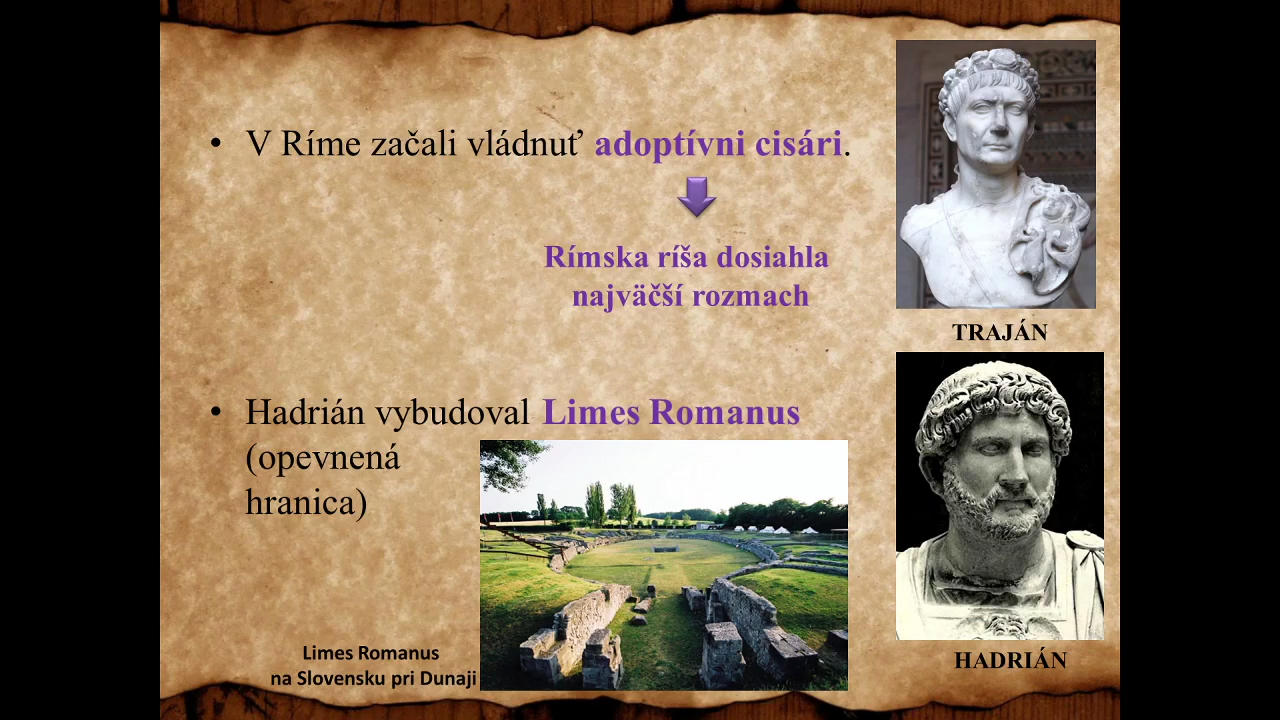 • V Ríme začali vládnuť adoptívni cisári.
Rímska ríša dosiahla
najväčší rozmach
TRAJÁN
• Hadrián vybudoval Limes Romanus
(opevnená
hranica)
Limes Romanus
na Slovensku pri Dunaji
HADRIÁN